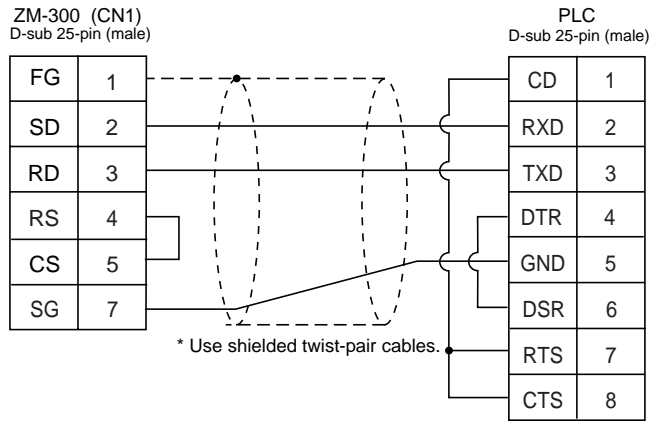 ZM-300 (CN1)
D-sub 25-pin (male)
PLC
D-sub 25-pin (male)
FG 1
SD 2
RD 3
RS 4
CS 5
SG 7
CD 1
RXD 2
TXD 3
DTR 4
GND 5
DSR 6
RTS 7
CTS 8
* Use shielded twist-pair cables.